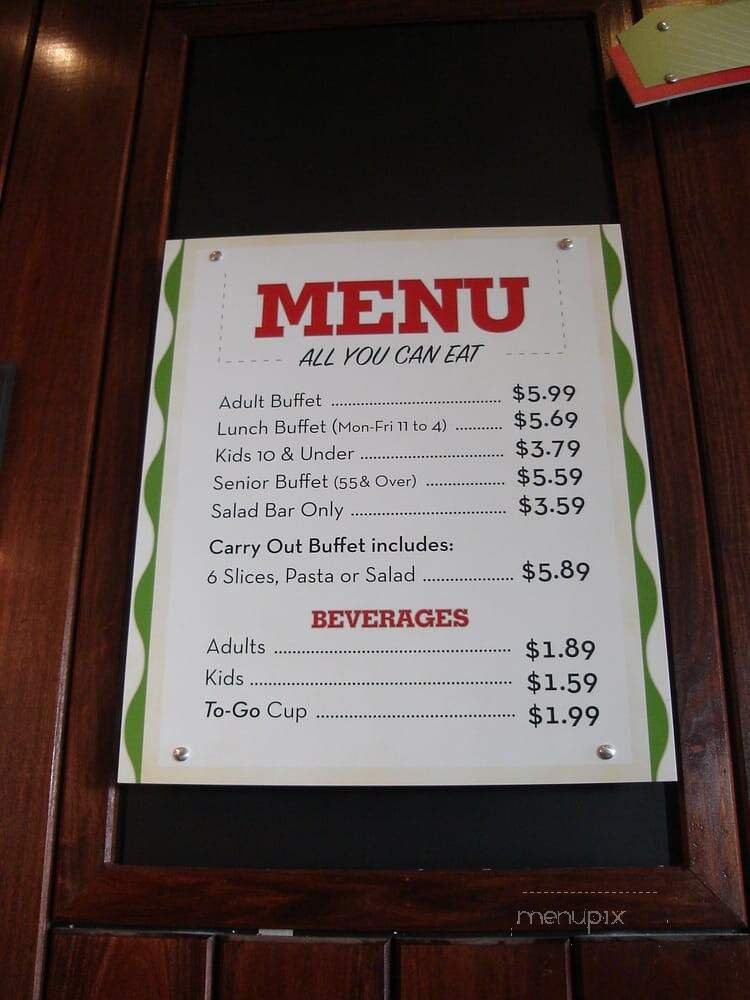 MENU
ALL YOU CAN EAT
Adult Buffet ........................................ $5.99
Lunch Buffet (Mon-Fri 11 to 4) ........... $5.69
Kids 10 & Under .................................. $3.79
Senior Buffet (55& Over) ................... $5.59
Salad Bar Only ..................................... $3.59
Carry Out Buffet includes:
6 Slices, Pasta or Salad ...................... $5.89
BEVERAGES
Adults ......................................................... $1.89
Kids .............................................................. $1.59
To-Go Cup ................................................ $1.99
menupix